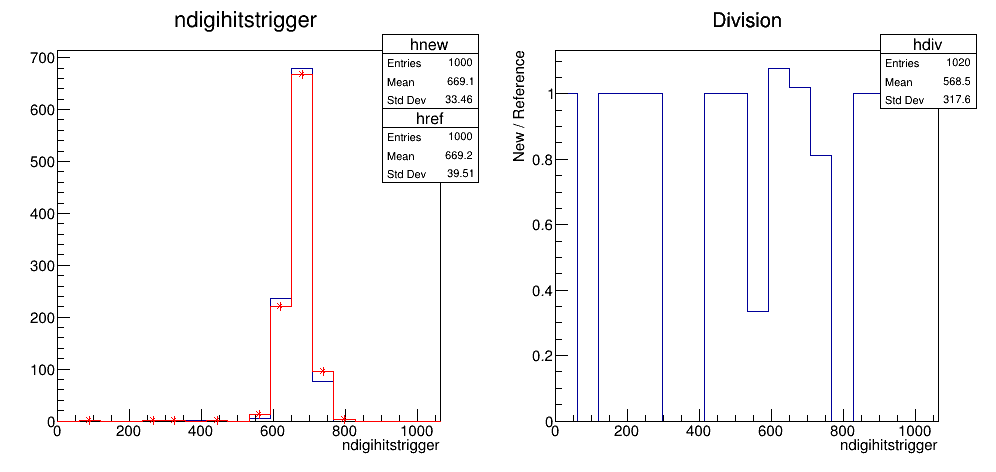 ndigihitstrigger
hnew
Entries 1000
Mean 669.1
Std Dev 33.46
href
Entries 1000
Mean 669.2
Std Dev 39.51
700
600
500
400
300
200
100
0
0 200 400 600 800 1000
ndigihitstrigger
Division
hdiv
Entries 1020
Mean 568.5
Std Dev 317.6
New / Reference
1
0.8
0.6
0.4
0.2
0
0 200 400 600 800 1000
ndigihitstrigger